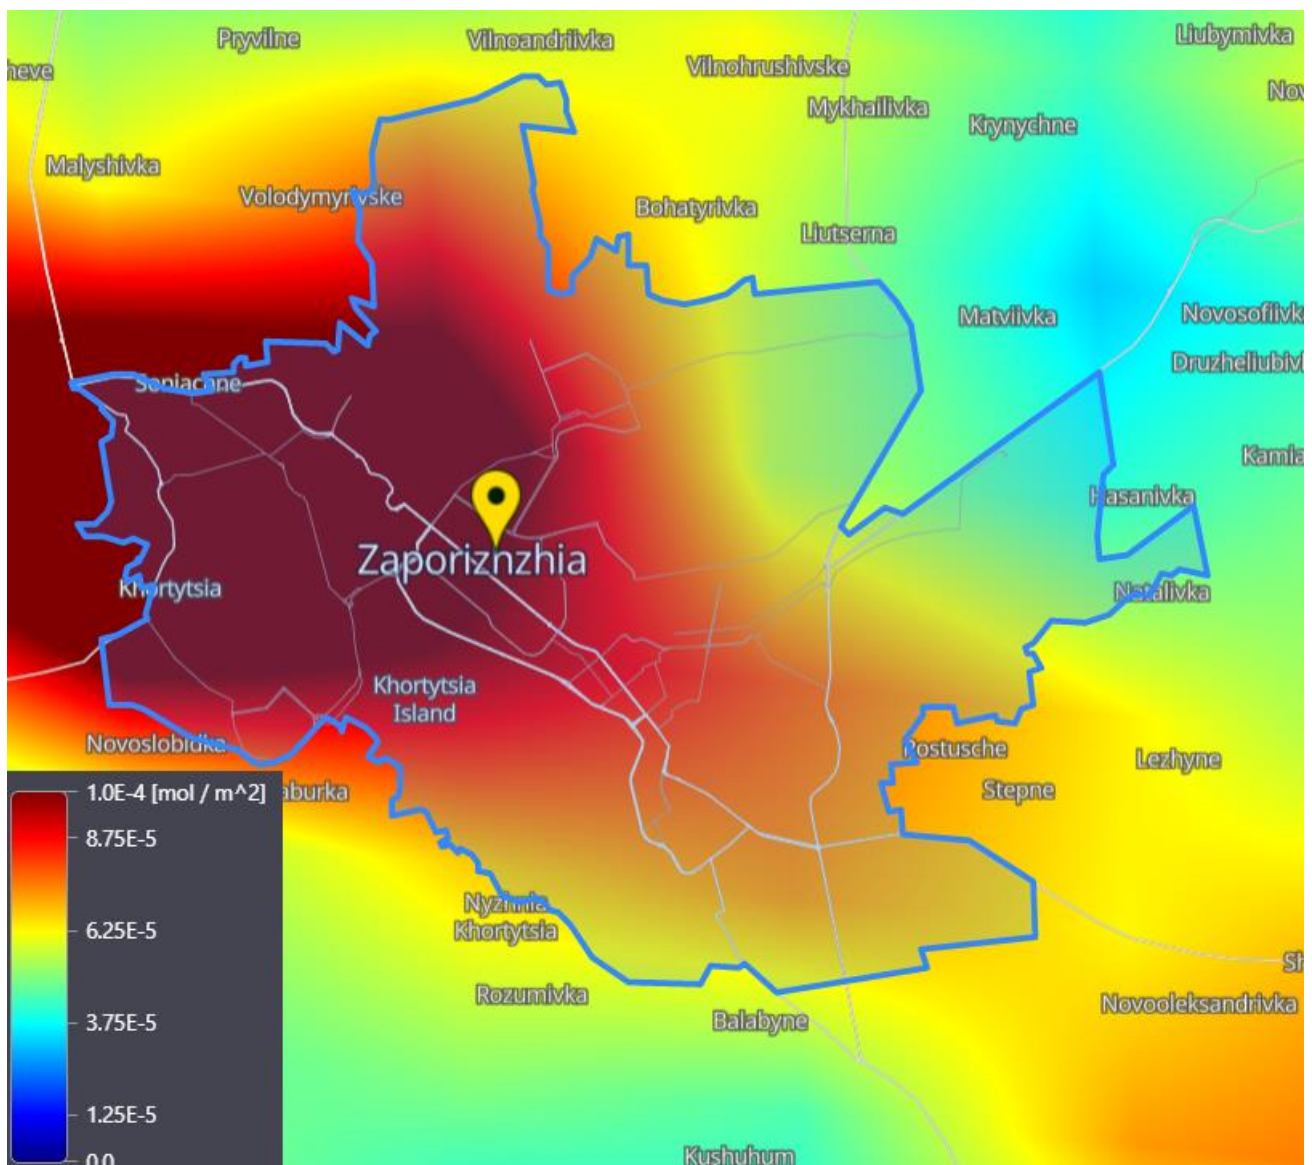 Pryvilne
Vilnoandriivka
Liubymivka
heve
Vilnohrushivske
Nov
Mykhailivka
Krynychne
Malyshivka
Volodymyrivske
Bohatyrivka
Liutserna
Matviivka
Novosofiivk
Druzheliubivk
Soniachne
Kamia
Hasanivka
Zaporiznzhia
Khortytsia
Natalivka
Khortytsia
Island
Novoslobidka
Rostusche
Lezhyne
Stepne
aburka
1.0E-4 [mol / m^2]
8.75E-5
6.25E-5
3.75E-5
1.25E-5
0.0
Nyzhnia
Khortytsia
Sh
Rozumivka
Novooleksandrivka
Balabyne
Kushuhum